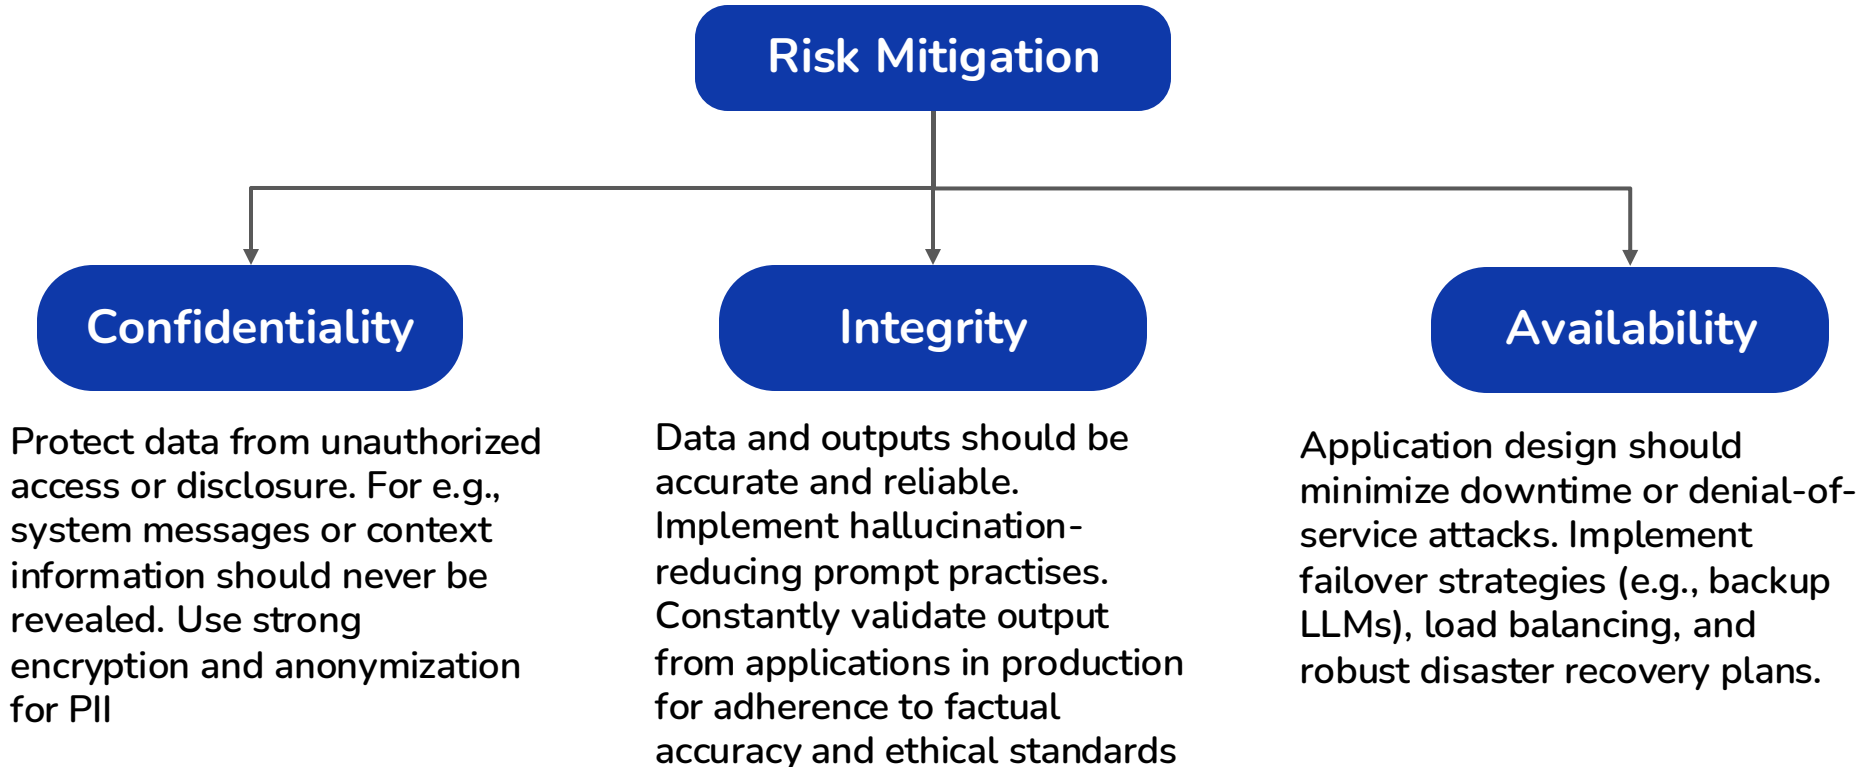 Risk Mitigation
Confidentiality
Protect data from unauthorized
access or disclosure. For e.g.,
system messages or context
information should never be
revealed. Use strong
encryption and anonymization
for PII
Integrity
Data and outputs should be
accurate and reliable.
Implement hallucination-
reducing prompt practises.
Constantly validate output
from applications in production
for adherence to factual
accuracy and ethical standards
Availability
Application design should
minimize downtime or denial-of-
service attacks. Implement
failover strategies (e.g., backup
LLMs), load balancing, and
robust disaster recovery plans.